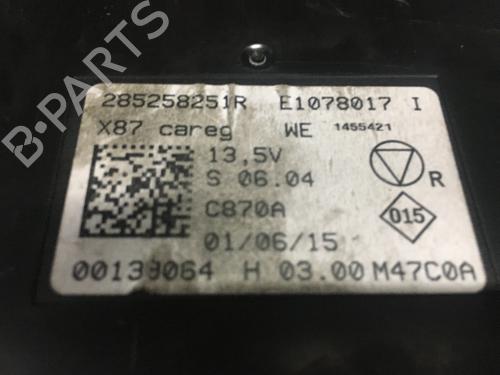 285258251R E1078017 I
X87 careg WE 1455421
13,5V
S 06.04
R
C870A
015
01/06/15
00139064 H 03.00 M47C0A
B-PARTS